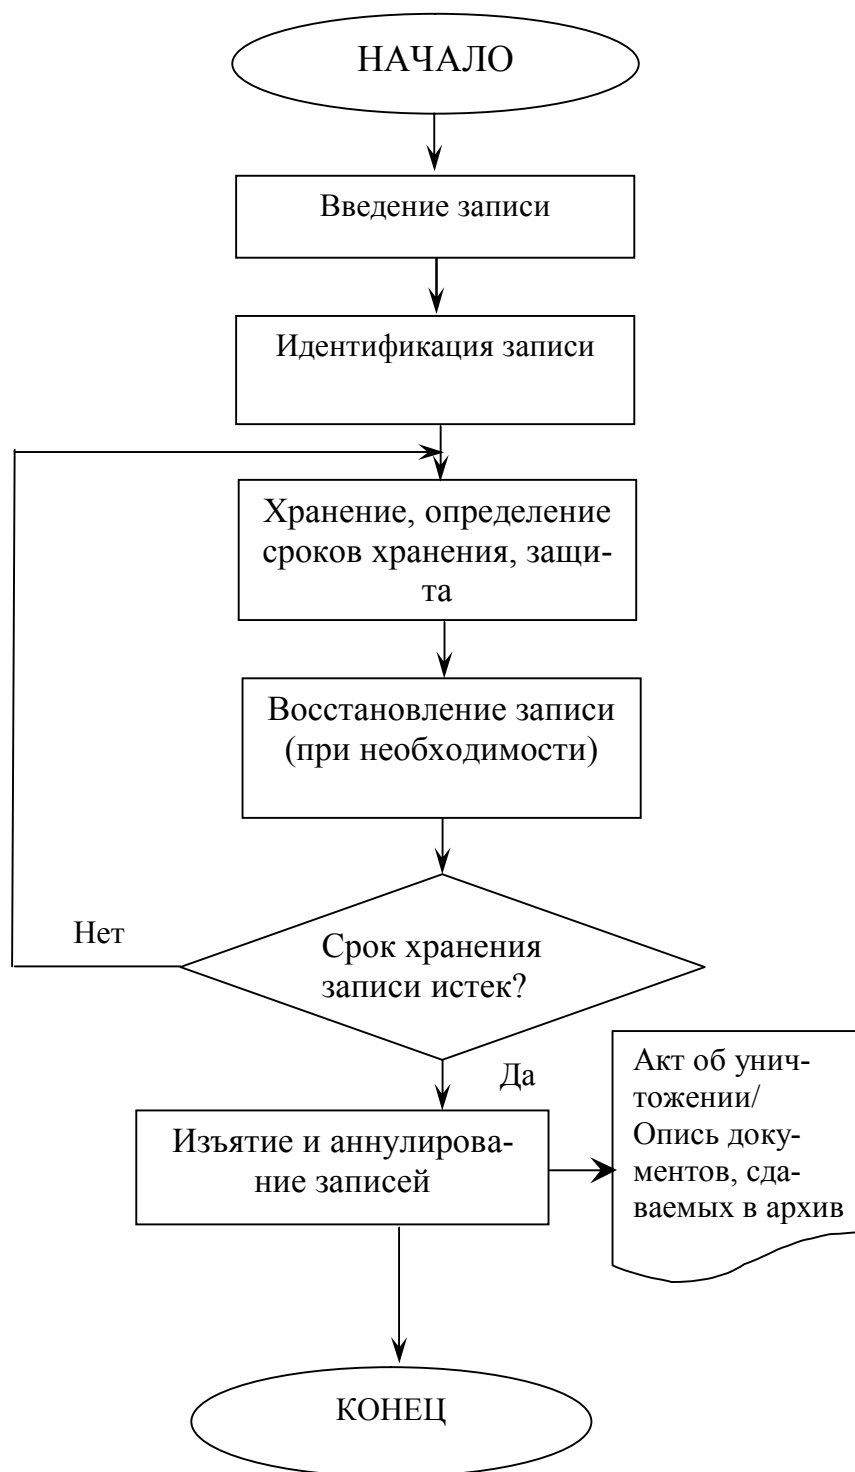 НАЧАЛО
Введение записи
Идентификация записи
Хранение, определение
сроков хранения, защи-
та
Восстановление записи
(при необходимости)
Нет
Срок хранения
записи истек?
Да
Изъятие и аннулирова-
ние записей
Акт об унич-
тожении/
Опись доку-
ментов, сда-
ваемых в архив
КОНЕЦ